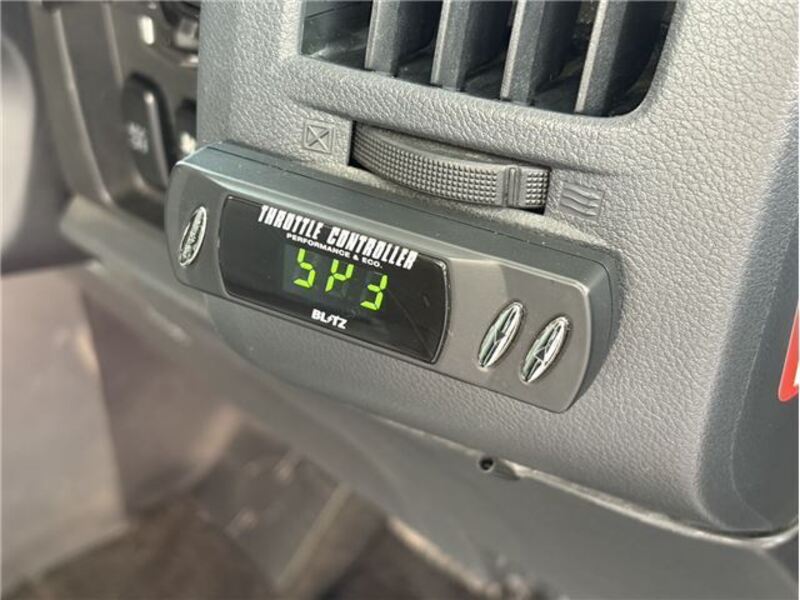 THROTTLE CONTROLLER
PERFORMANCE & ECO.
SP3
BLITZ